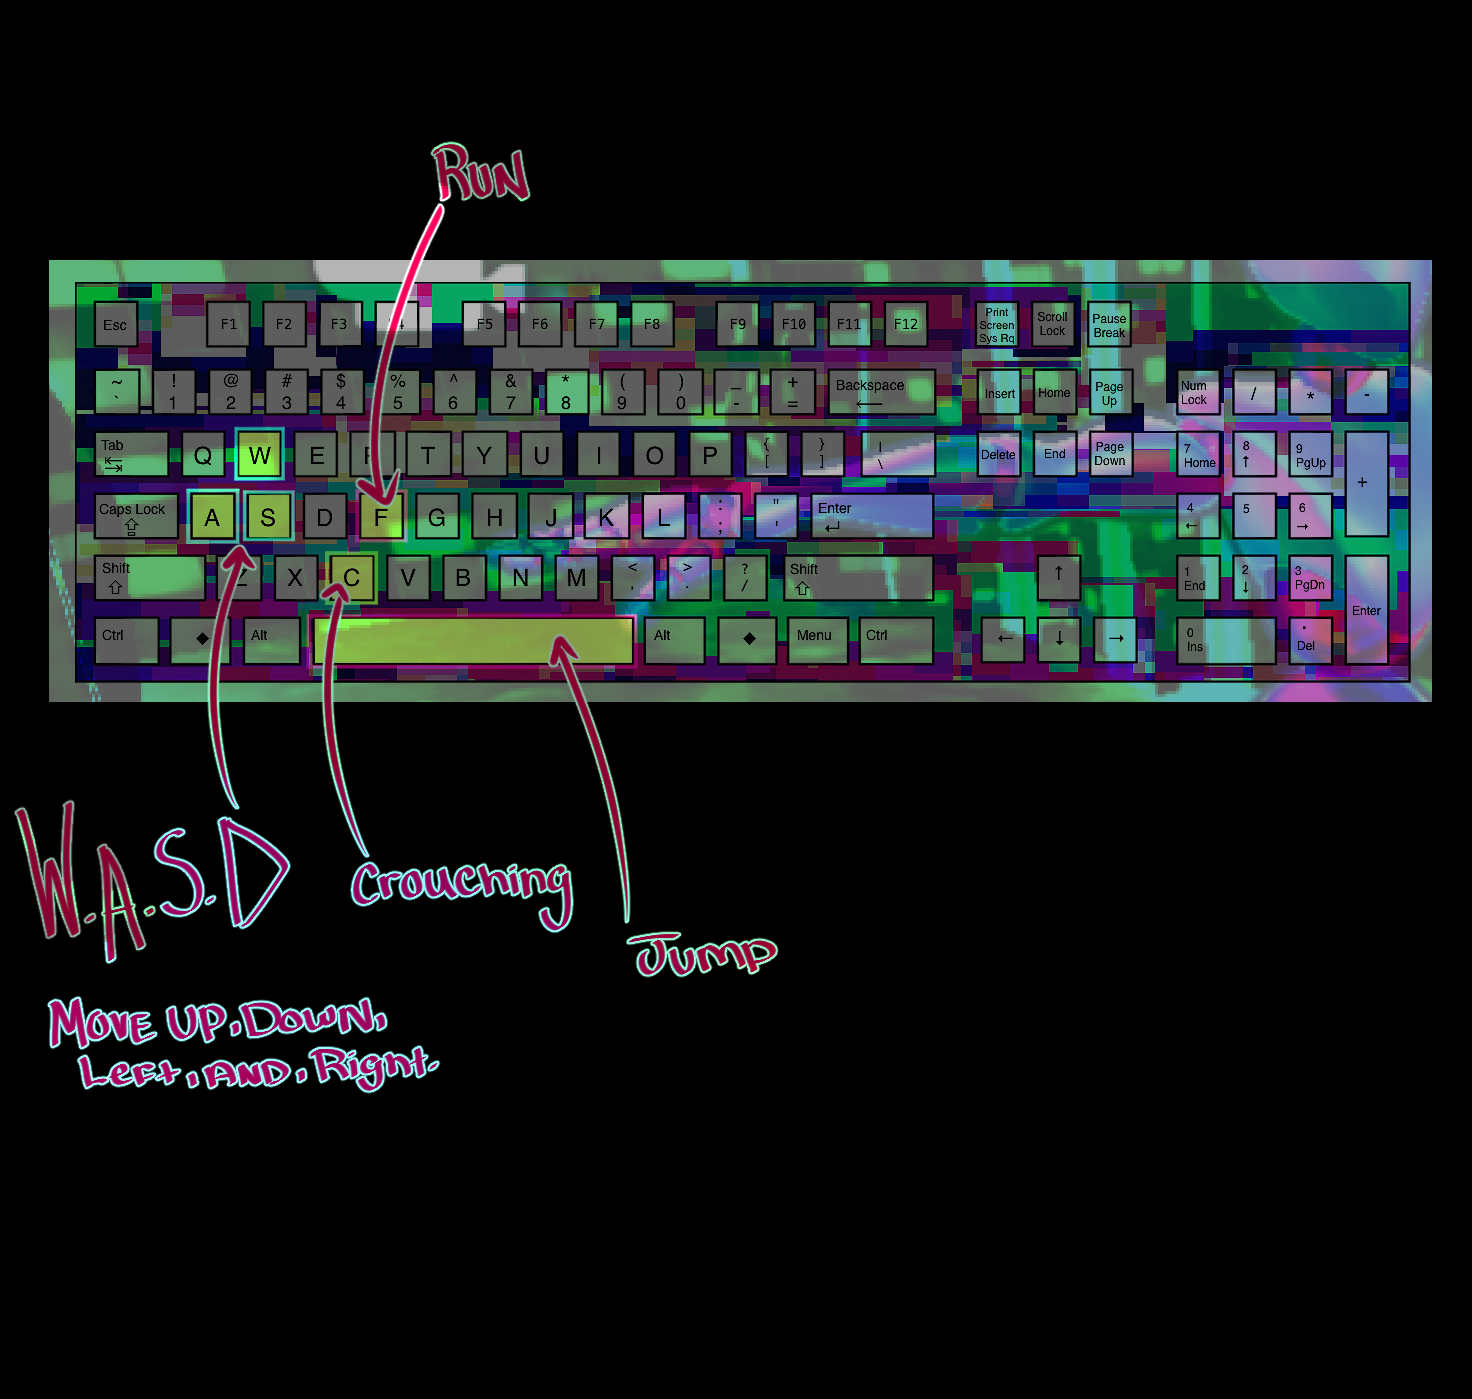 RUN
Esc F1 F2 F3 F4 F5 F6 F7 F8 F9 F10 F11 F12 Print Screen Sys Rq Scroll Lock Pause Break
~ ` ! 1 @ 2 # 3 $ 4 % 5 ^ 6 & 7 * 8 ( 9 ) 0 _ - + = Backspace ← Insert Home Page Up Num Lock / * -
Tab ↹ Q W E R T Y U I O P { [ } ] | \ Delete End Page Down 7 Home 8 ↑ 9 PgUp +
Caps Lock ⇪ A S D F G H J K L : ; " ' Enter ↵ 4 ← 5 6 →
Shift ⇧ Z X C V B N M < , > . ? / Shift ⇧ ↑ 1 End 2 ↓ 3 PgDn Enter
Ctrl ◆ Alt Alt ◆ Menu Ctrl ← ↓ → 0 Ins . Del
W.A.S.D
Crouching
Jump
MOVE UP, DOWN,
Left, AND, Right.